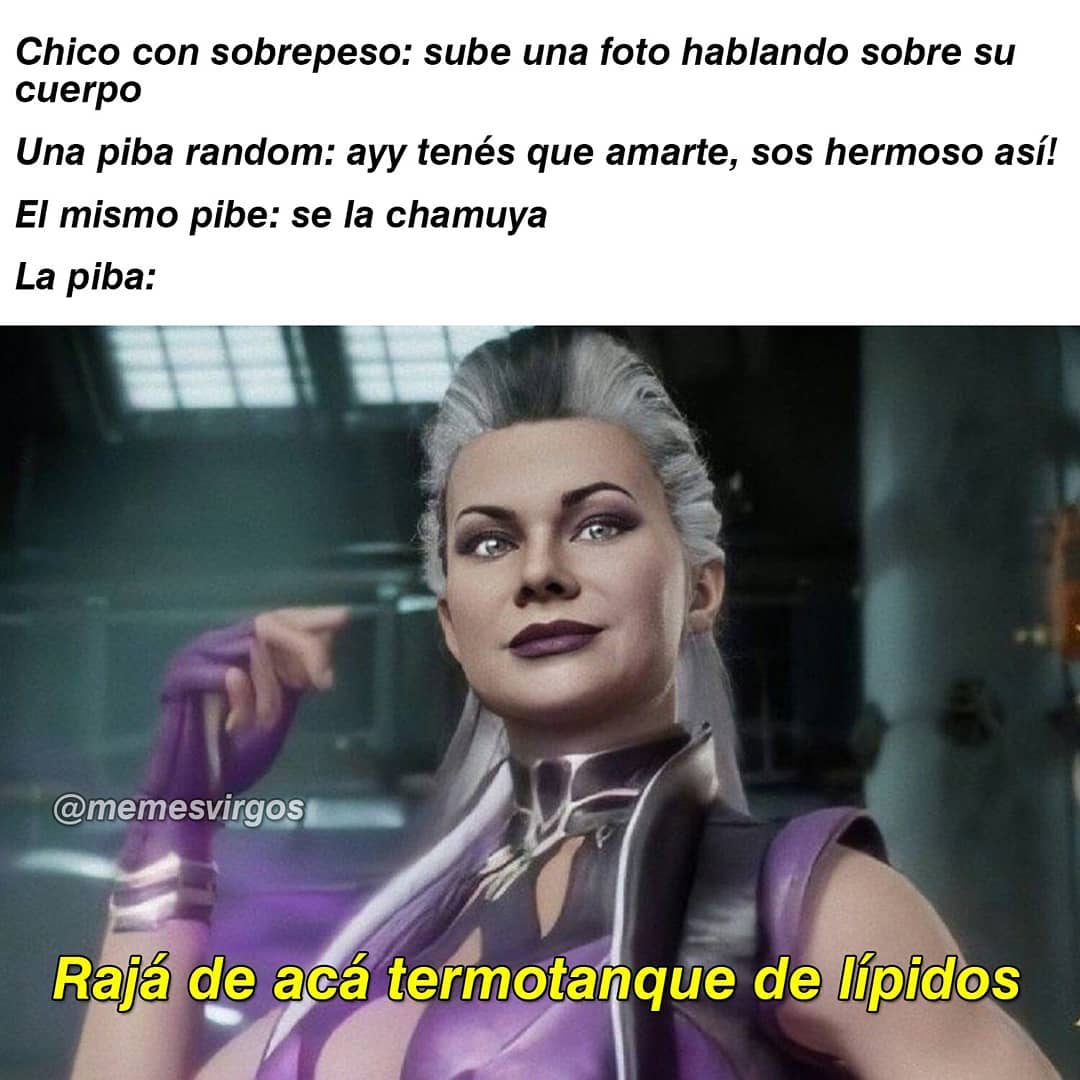 Chico con sobrepeso: sube una foto hablando sobre su
cuerpo
Una piba random: ayy tenés que amarte, sos hermoso así!
El mismo pibe: se la chamuya
La piba:
@memesvirgos
Rajá de acá termotanque de lípidos